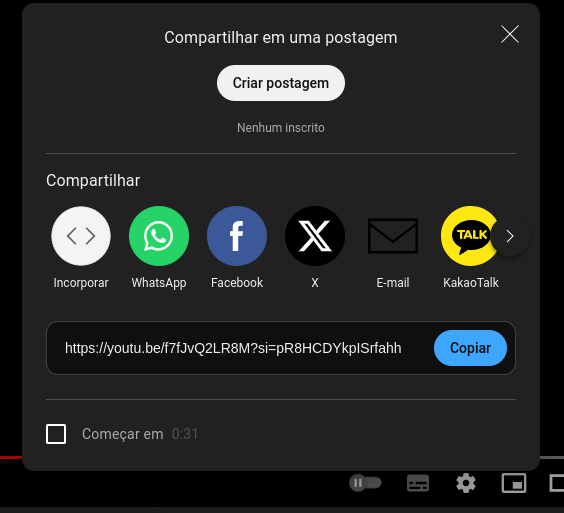 Compartilhar em uma postagem
Criar postagem
Nenhum inscrito
Compartilhar
TALK
Incorporar WhatsApp Facebook X E-mail KakaoTalk
https://youtu.be/f7fJvQ2LR8M?si=pR8HCDYkpISrfahh Copiar
Começar em 0:31